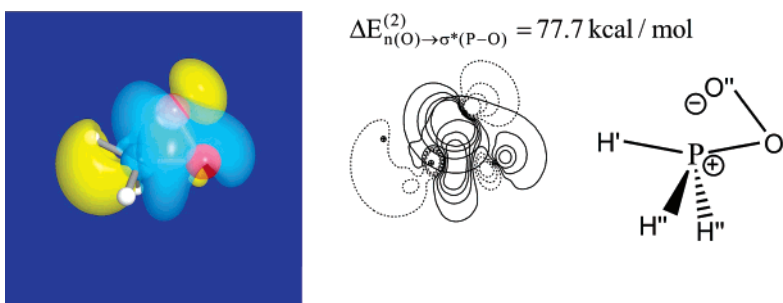 ΔE(2)n(O)→σ*(P–O) = 77.7 kcal / mol
⊖ O''
H' P O
⊕
H'' H''